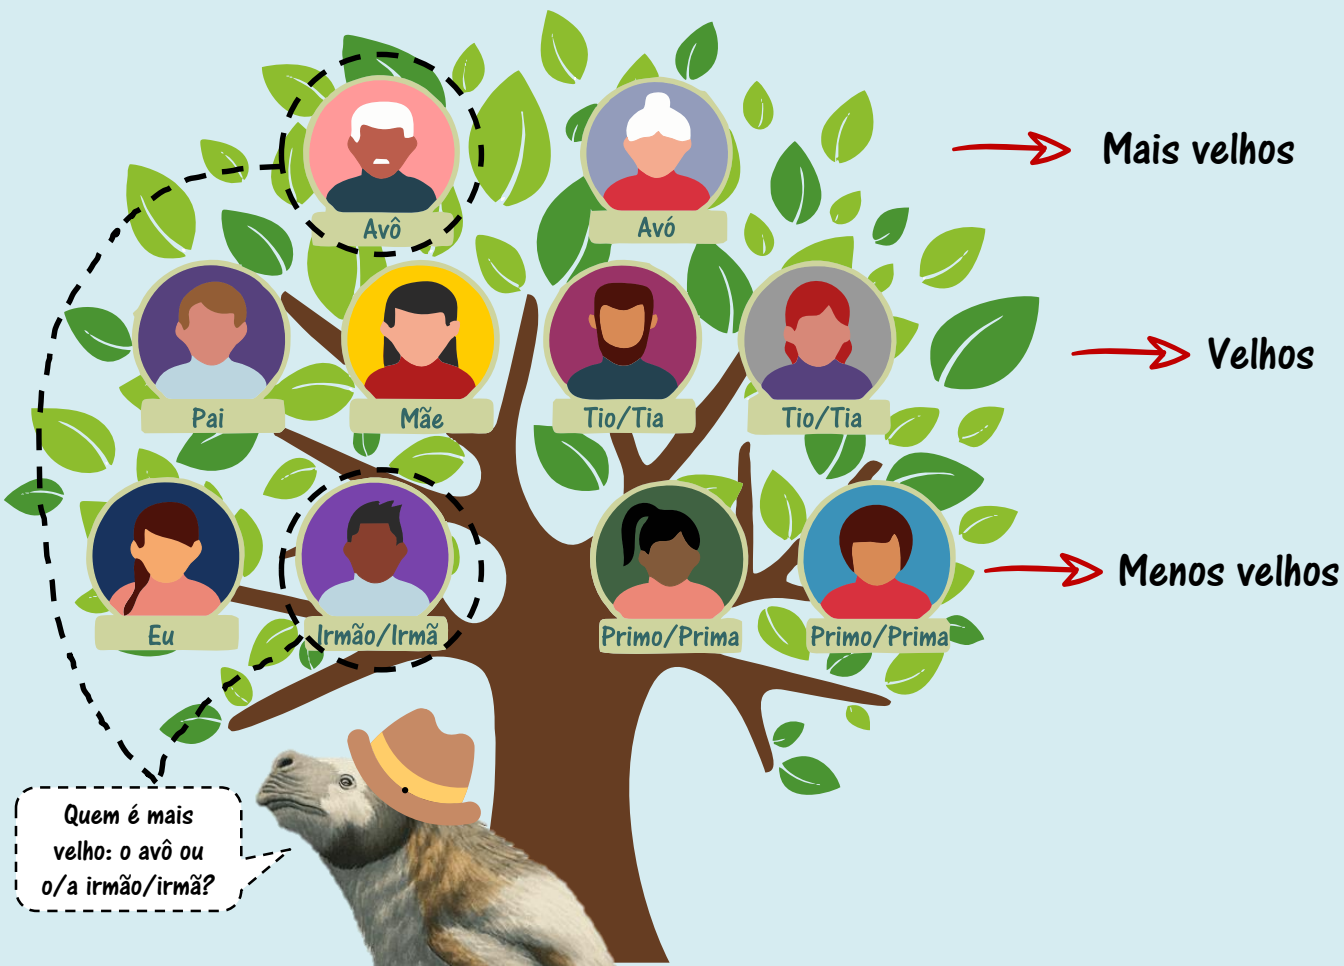 Avô
Avó
Mais velhos
Pai
Mãe
Tio/Tia
Tio/Tia
Velhos
Eu
Irmão/Irmã
Primo/Prima
Primo/Prima
Menos velhos
Quem é mais
velho: o avô ou
o/a irmão/irmã?